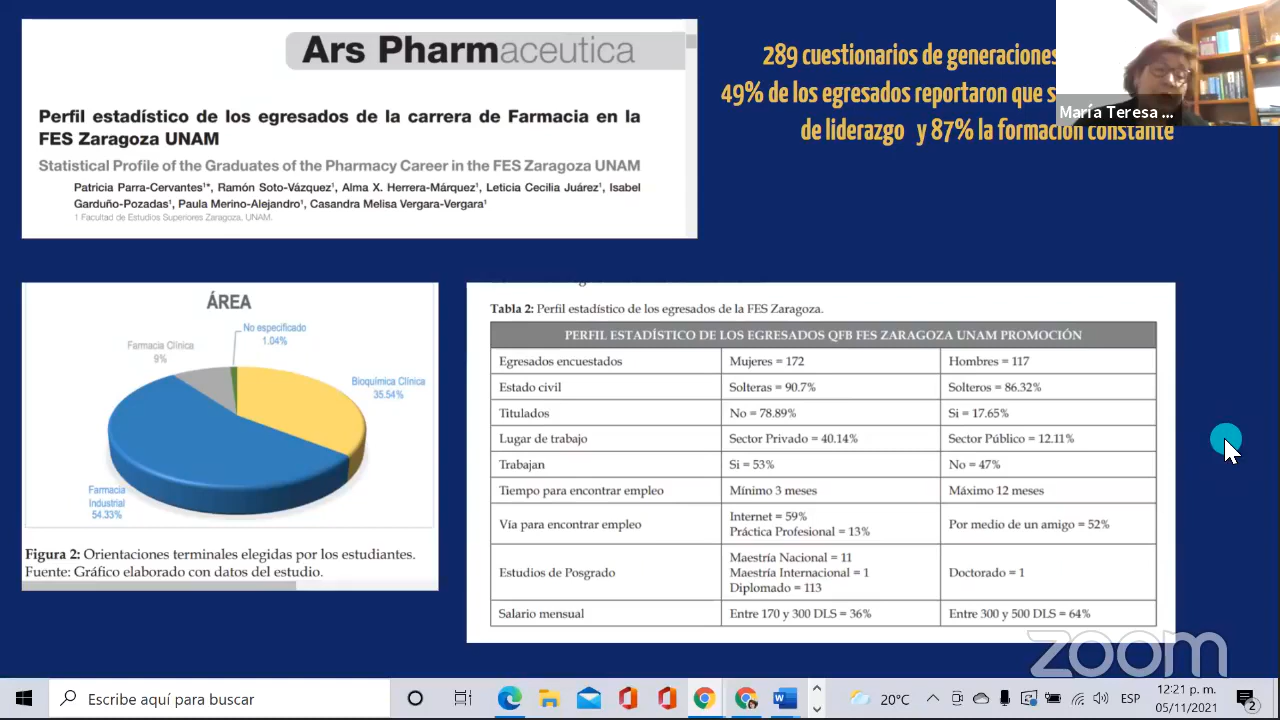 Ars Pharmaceutica
Perfil estadístico de los egresados de la carrera de Farmacia en la
FES Zaragoza UNAM
Statistical Profile of the Graduates of the Pharmacy Career in the FES Zaragoza UNAM
Patricia Parra-Cervantes¹*, Ramón Soto-Vázquez¹, Alma X. Herrera-Márquez¹, Leticia Cecilia Juárez¹, Isabel
Garduño-Pozadas¹, Paula Merino-Alejandro¹, Casandra Melisa Vergara-Vergara¹
1 Facultad de Estudios Superiores Zaragoza, UNAM.
289 cuestionarios de generaciones
49% de los egresados reportaron que
de liderazgo y 87% la formación constante
María Teresa ...
ÁREA
No especificado
1.04%
Farmacia Clínica
9%
Bioquímica Clínica
35.54%
Farmacia
Industrial
54.33%
Figura 2: Orientaciones terminales elegidas por los estudiantes.
Fuente: Gráfico elaborado con datos del estudio.
Tabla 2: Perfil estadístico de los egresados de la FES Zaragoza.
PERFIL ESTADÍSTICO DE LOS EGRESADOS QFB FES ZARAGOZA UNAM PROMOCIÓN
Egresados encuestados Mujeres = 172 Hombres = 117
Estado civil Solteras = 90.7% Solteros = 86.32%
Titulados No = 78.89% Si = 17.65%
Lugar de trabajo Sector Privado = 40.14% Sector Público = 12.11%
Trabajan Si = 53% No = 47%
Tiempo para encontrar empleo Mínimo 3 meses Máximo 12 meses
Vía para encontrar empleo Internet = 59% Por medio de un amigo = 52%
Práctica Profesional = 13%
Estudios de Posgrado Maestría Nacional = 11 Doctorado = 1
Maestría Internacional = 1
Diplomado = 113
Salario mensual Entre 170 y 300 DLS = 36% Entre 300 y 500 DLS = 64%
zoom
Escribe aquí para buscar
20°C
ESP
12:21 p. m.
05/11/2021
2